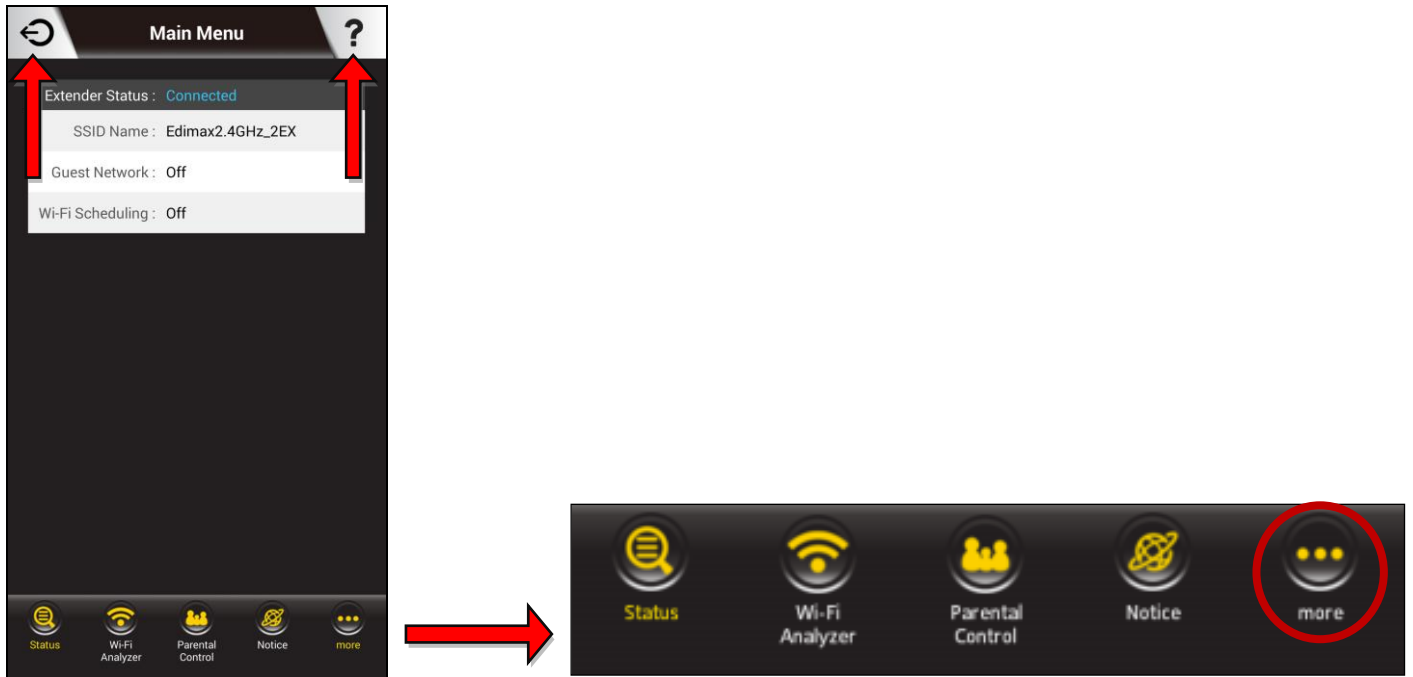 Main Menu
?
Extender Status : Connected
SSID Name : Edimax2.4GHz_2EX
Guest Network : Off
Wi-Fi Scheduling : Off
Status
Wi-Fi
Analyzer
Parental
Control
Notice
more
Status
Wi-Fi
Analyzer
Parental
Control
Notice
more